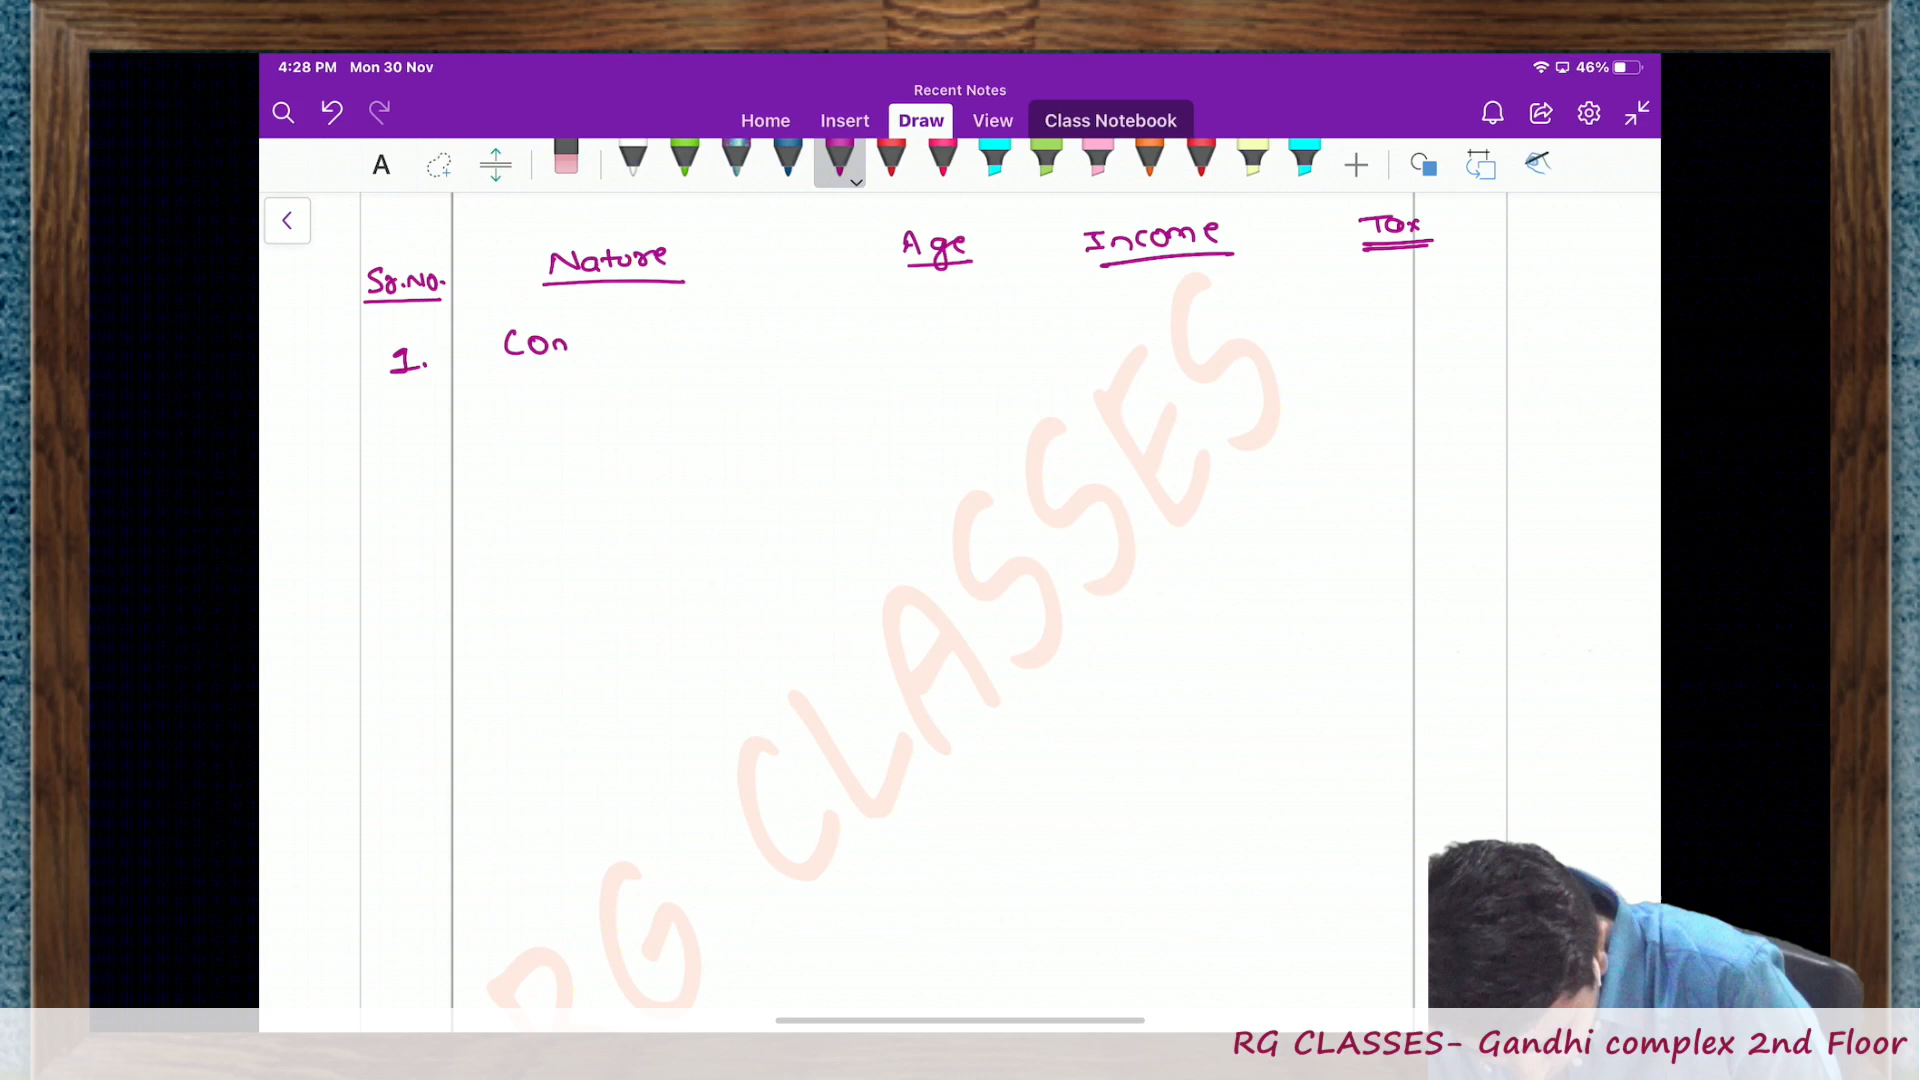 4:28 PM Mon 30 Nov
46%
Recent Notes
Home Insert Draw View Class Notebook
A
Sr.No. Nature Age Income Tax
1. Con
RG CLASSES
RG CLASSES- Gandhi complex 2nd Floor